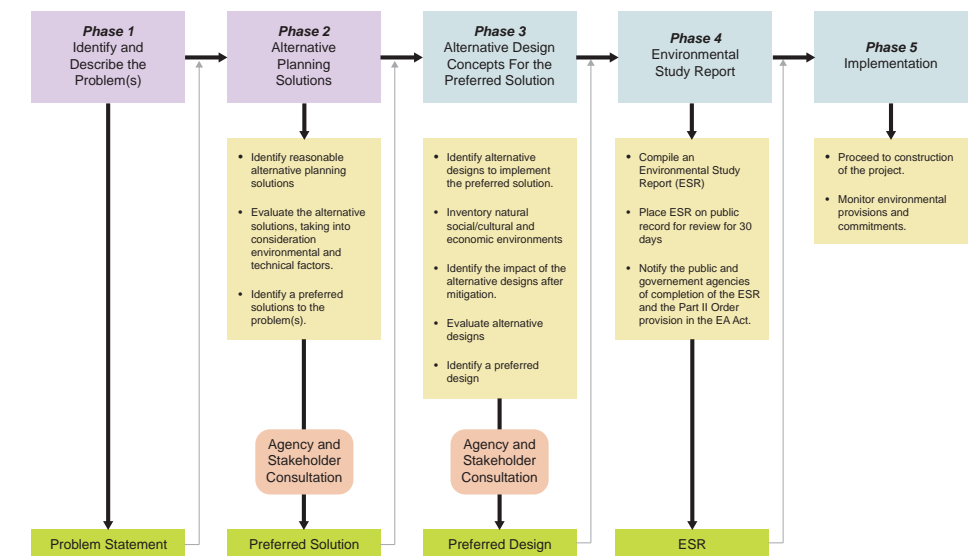 Phase 1
Identify and
Describe the
Problem(s)
Phase 2
Alternative
Planning
Solutions
Phase 3
Alternative Design
Concepts For the
Preferred Solution
Phase 4
Environmental
Study Report
Phase 5
Implementation
• Identify reasonable
alternative planning
solutions
• Evaluate the alternative
solutions, taking into
consideration
environmental and
technical factors.
• Identify a preferred
solutions to the
problem(s).
• Identify alternative
designs to implement
the preferred solution.
• Inventory natural
social/cultural and
economic environments
• Identify the impact of the
alternative designs after
mitigation.
• Evaluate alternative
designs
• Identify a preferred
design
• Compile an
Environmental Study
Report (ESR)
• Place ESR on public
record for review for 30
days
• Notify the public and
governement agencies
of completion of the ESR
and the Part II Order
provision in the EA Act.
• Proceed to construction
of the project.
• Monitor environmental
provisions and
commitments.
Agency and
Stakeholder
Consultation
Agency and
Stakeholder
Consultation
Problem Statement
Preferred Solution
Preferred Design
ESR